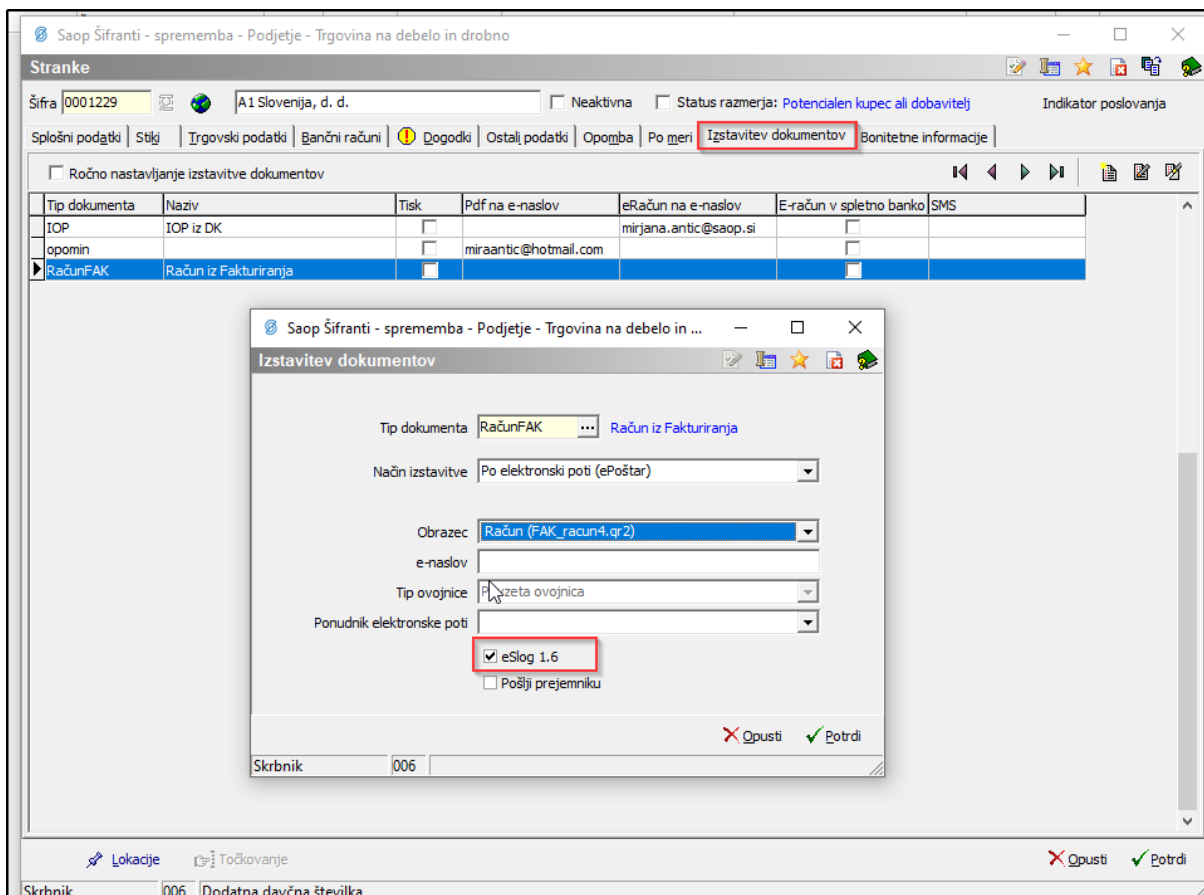 Saop Šifranti - sprememba - Podjetje - Trgovina na debelo in drobno
Stranke
Šifra 0001229 A1 Slovenija, d. d. Neaktivna Status razmerja: Potencialen kupec ali dobavitelj Indikator poslovanja
Splošni podatki Stiki Trgovski podatki Bančni računi Dogodki Ostali podatki Opomba Po meri Izstavitev dokumentov Bonitetne informacije
Ročno nastavljanje izstavitve dokumentov
Tip dokumenta Naziv Tisk Pdf na e-naslov eRačun na e-naslov E-račun v spletno banko SMS
IOP IOP iz DK mirjana.antic@saop.si
opomin miraantic@hotmail.com
RačunFAK Račun iz Fakturiranja
Saop Šifranti - sprememba - Podjetje - Trgovina na debelo in ...
Izstavitev dokumentov
Tip dokumenta RačunFAK ... Račun iz Fakturiranja
Način izstavitve Po elektronski poti (ePoštar)
Obrazec Račun (FAK_racun4.qr2)
e-naslov
Tip ovojnice ovojnica
Ponudnik elektronske poti
eSlog 1.6
Pošlji prejemniku
Opusti Potrdi
Skrbnik 006
Lokacije Točkovanje Opusti Potrdi
Skrbnik 006 Dodatna davčna številka